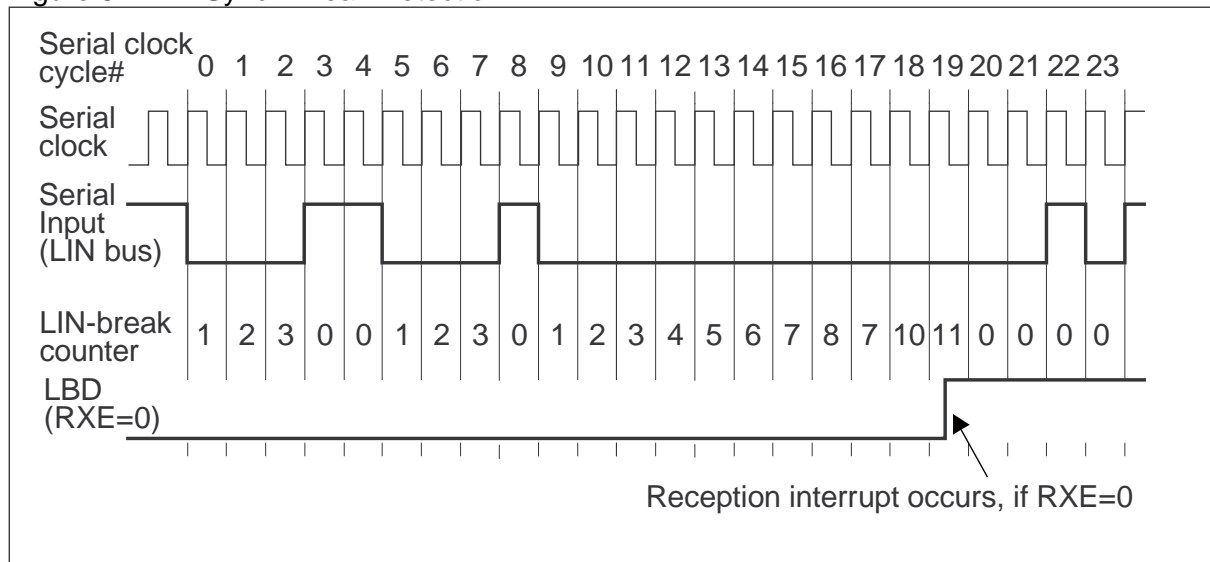 Serial clock
cycle# 0 1 2 3 4 5 6 7 8 9 10 11 12 13 14 15 16 17 18 19 20 21 22 23
Serial
clock
Serial
Input
(LIN bus)
LIN-break
counter 1 2 3 0 0 1 2 3 0 1 2 3 4 5 6 7 8 7 10 11 0 0 0 0
LBD
(RXE=0)
Reception interrupt occurs, if RXE=0